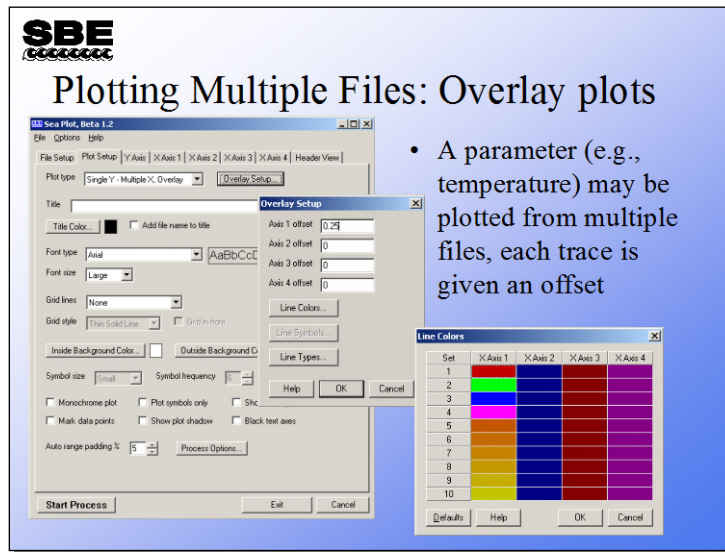 SBE
Plotting Multiple Files: Overlay plots
Sea Plot, Beta 1.2
File Options Help
File Setup Plot Setup Y Axis X Axis 1 X Axis 2 X Axis 3 X Axis 4 Header View
Plot type Single Y - Multiple X, Overlay Overlay Setup...
Title
Title Color... Add file name to title
Font type Arial AaBbCcD
Font size Large
Grid lines None
Grid style Thin Solid Line Grid in front
Inside Background Color... Outside Background C
Symbol size Small Symbol frequency 6
Monochrome plot Plot symbols only Sho
Mark data points Show plot shadow Black text axes
Auto range padding % 5 Process Options...
Start Process Exit Cancel
Overlay Setup
Axis 1 offset 0.25
Axis 2 offset 0
Axis 3 offset 0
Axis 4 offset 0
Line Colors...
Line Symbols...
Line Types...
Help OK Cancel
• A parameter (e.g.,
temperature) may be
plotted from multiple
files, each trace is
given an offset
Line Colors
Set X Axis 1 X Axis 2 X Axis 3 X Axis 4
1
2
3
4
5
6
7
8
9
10
Defaults Help OK Cancel